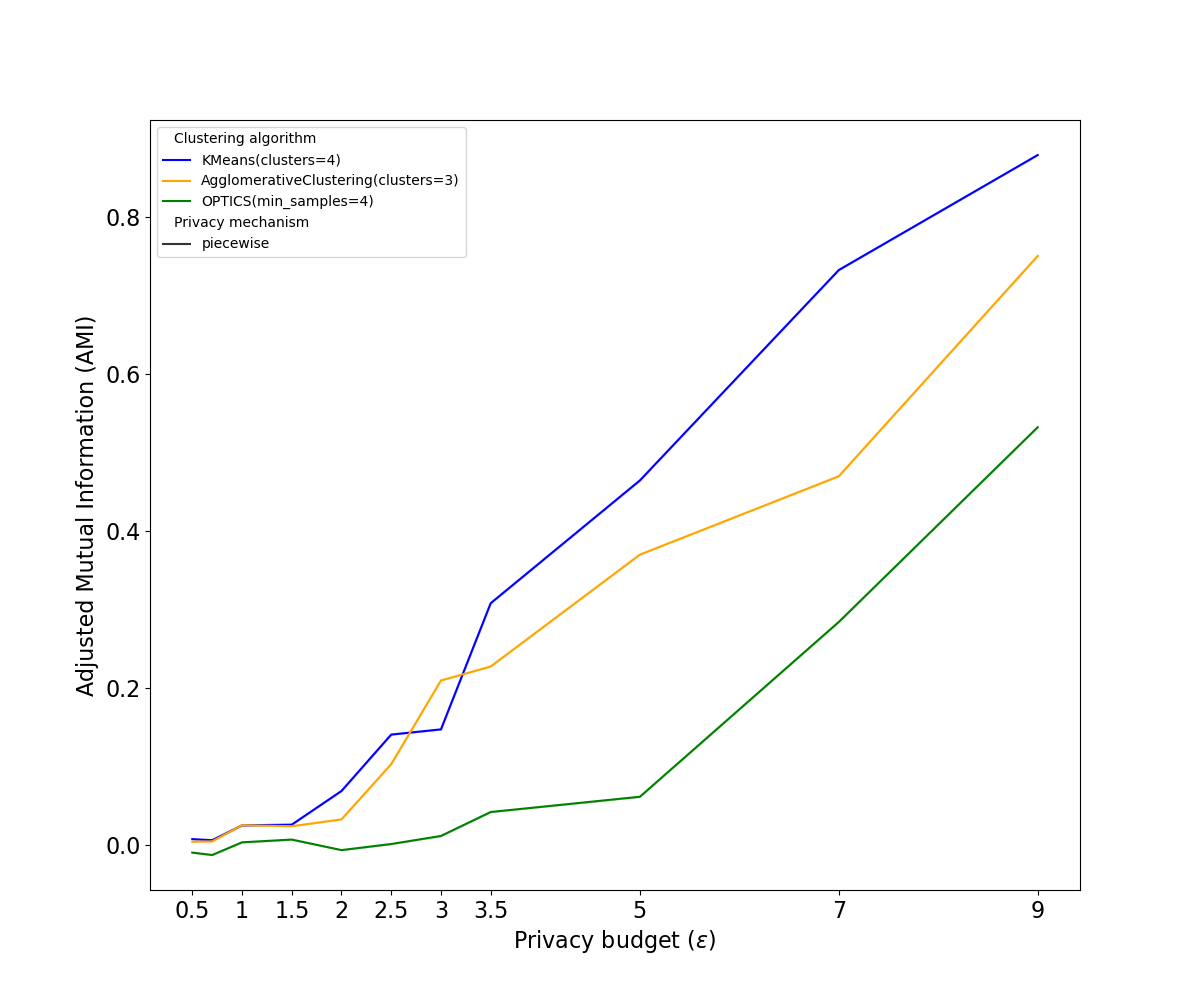 Clustering algorithm
KMeans(clusters=4)
AgglomerativeClustering(clusters=3)
OPTICS(min_samples=4)
Privacy mechanism
piecewise
Adjusted Mutual Information (AMI)
0.8
0.6
0.4
0.2
0.0
0.5 1 1.5 2 2.5 3 3.5 5 7 9
Privacy budget (ε)